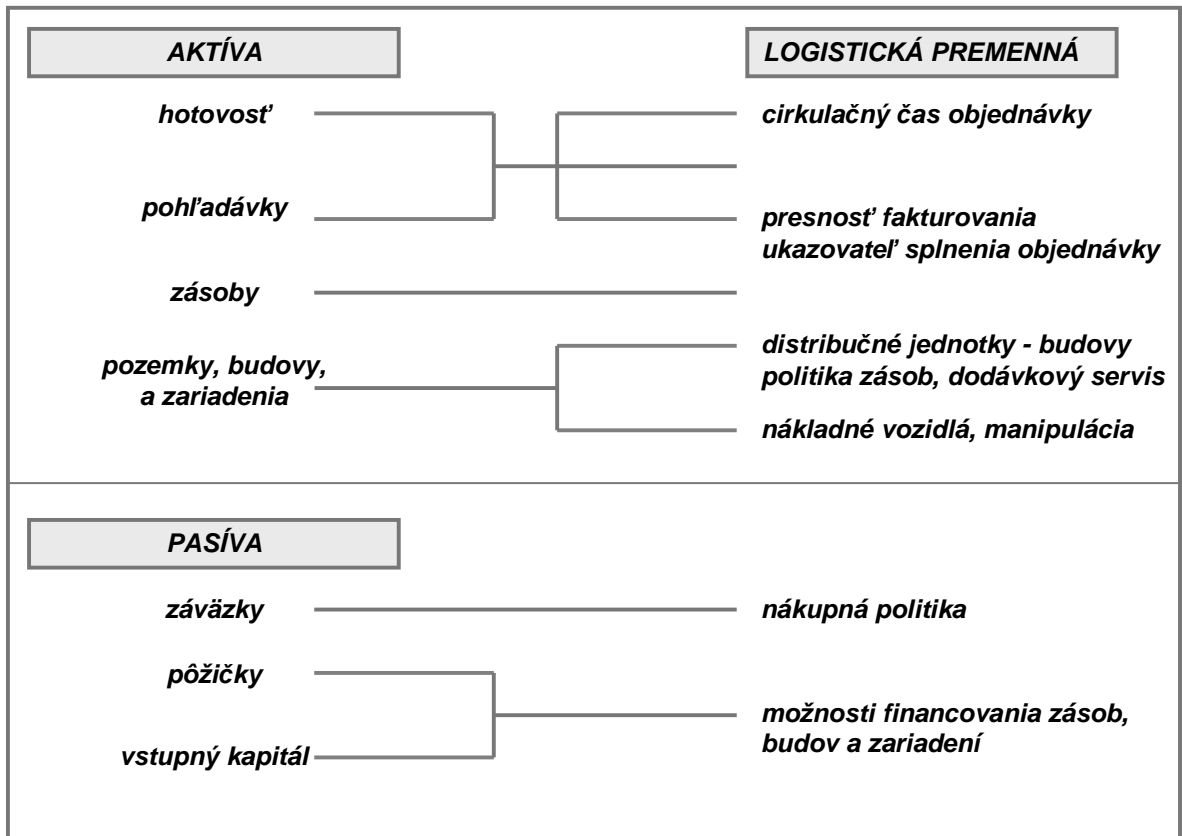 AKTÍVA
LOGISTICKÁ PREMENNÁ
hotovosť
cirkulačný čas objednávky
pohľadávky
presnosť fakturovania
ukazovateľ splnenia objednávky
zásoby
distribučné jednotky - budovy
pozemky, budovy,
politika zásob, dodávkový servis
a zariadenia
nákladné vozidlá, manipulácia
PASÍVA
záväzky
nákupná politika
pôžičky
možnosti financovania zásob,
budov a zariadení
vstupný kapitál